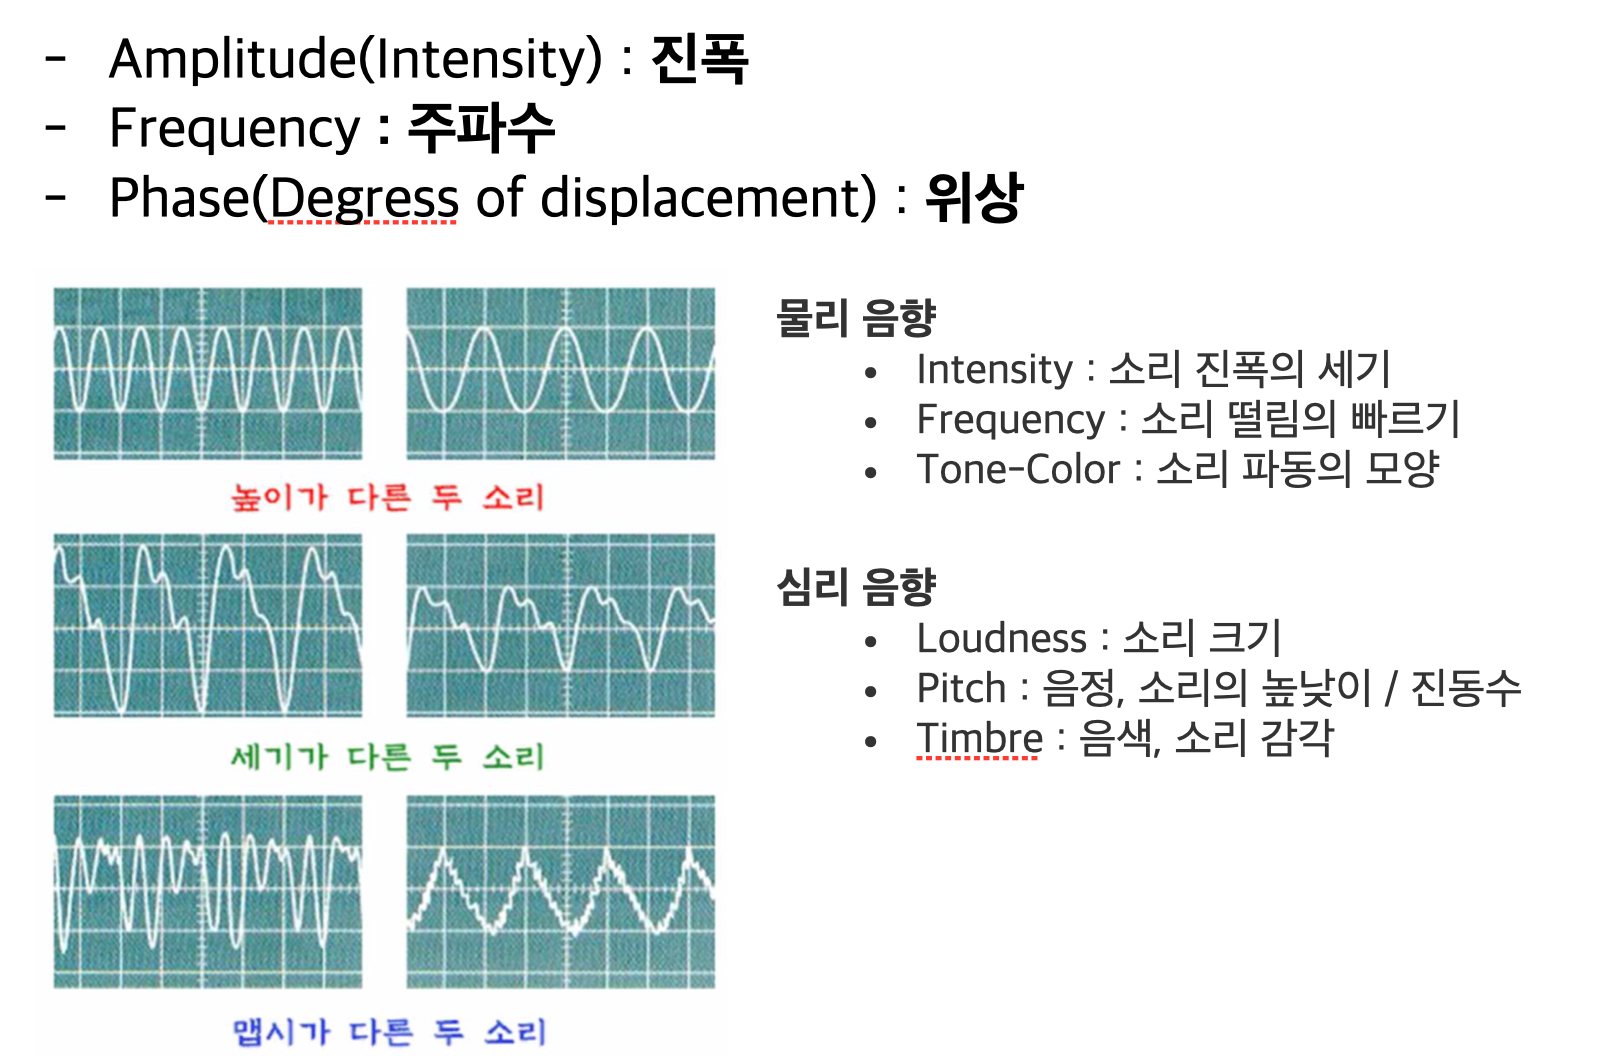 - Amplitude(Intensity) : 진폭
- Frequency : 주파수
- Phase(Degress of displacement) : 위상
높이가 다른 두 소리
세기가 다른 두 소리
맵시가 다른 두 소리
물리 음향
• Intensity : 소리 진폭의 세기
• Frequency : 소리 떨림의 빠르기
• Tone-Color : 소리 파동의 모양
심리 음향
• Loudness : 소리 크기
• Pitch : 음정, 소리의 높낮이 / 진동수
• Timbre : 음색, 소리 감각